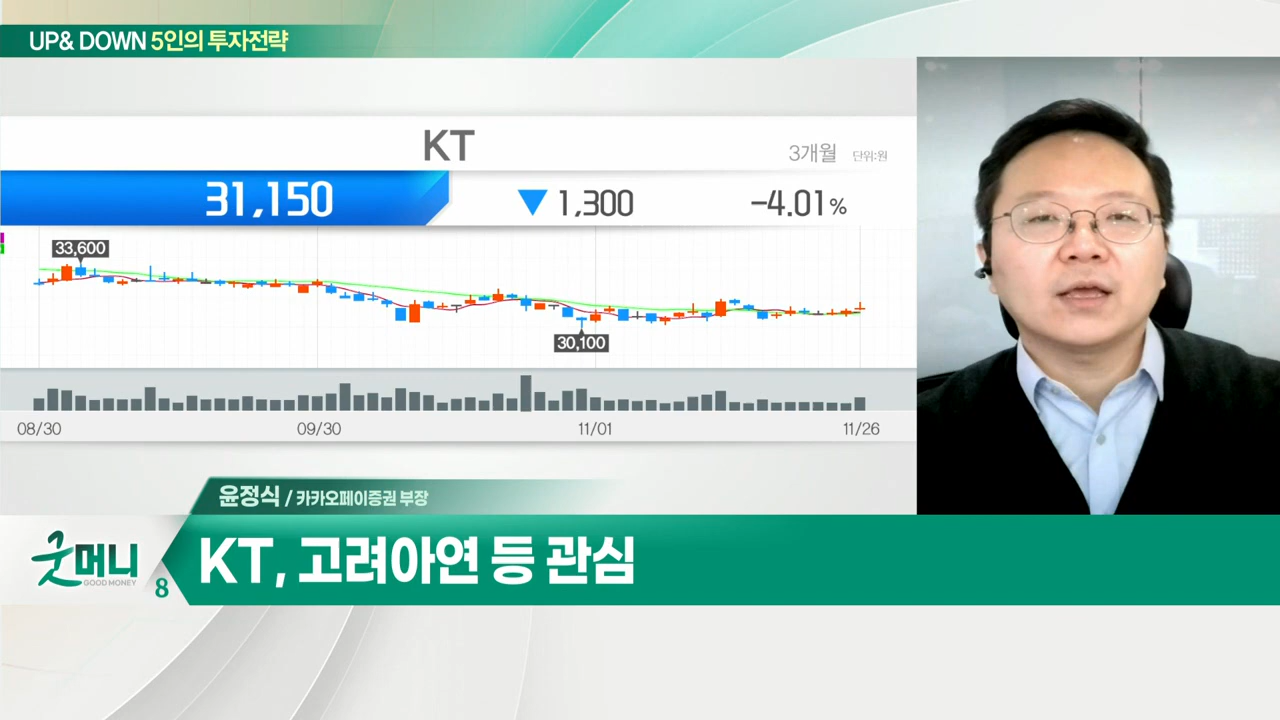 UP& DOWN 5인의 투자전략
KT
3개월 단위:원
31,150 ▼ 1,300 -4.01%
33,600
30,100
08/30 09/30 11/01 11/26
윤정식 / 카카오페이증권 부장
굿머니
GOOD MONEY
8
KT, 고려아연 등 관심